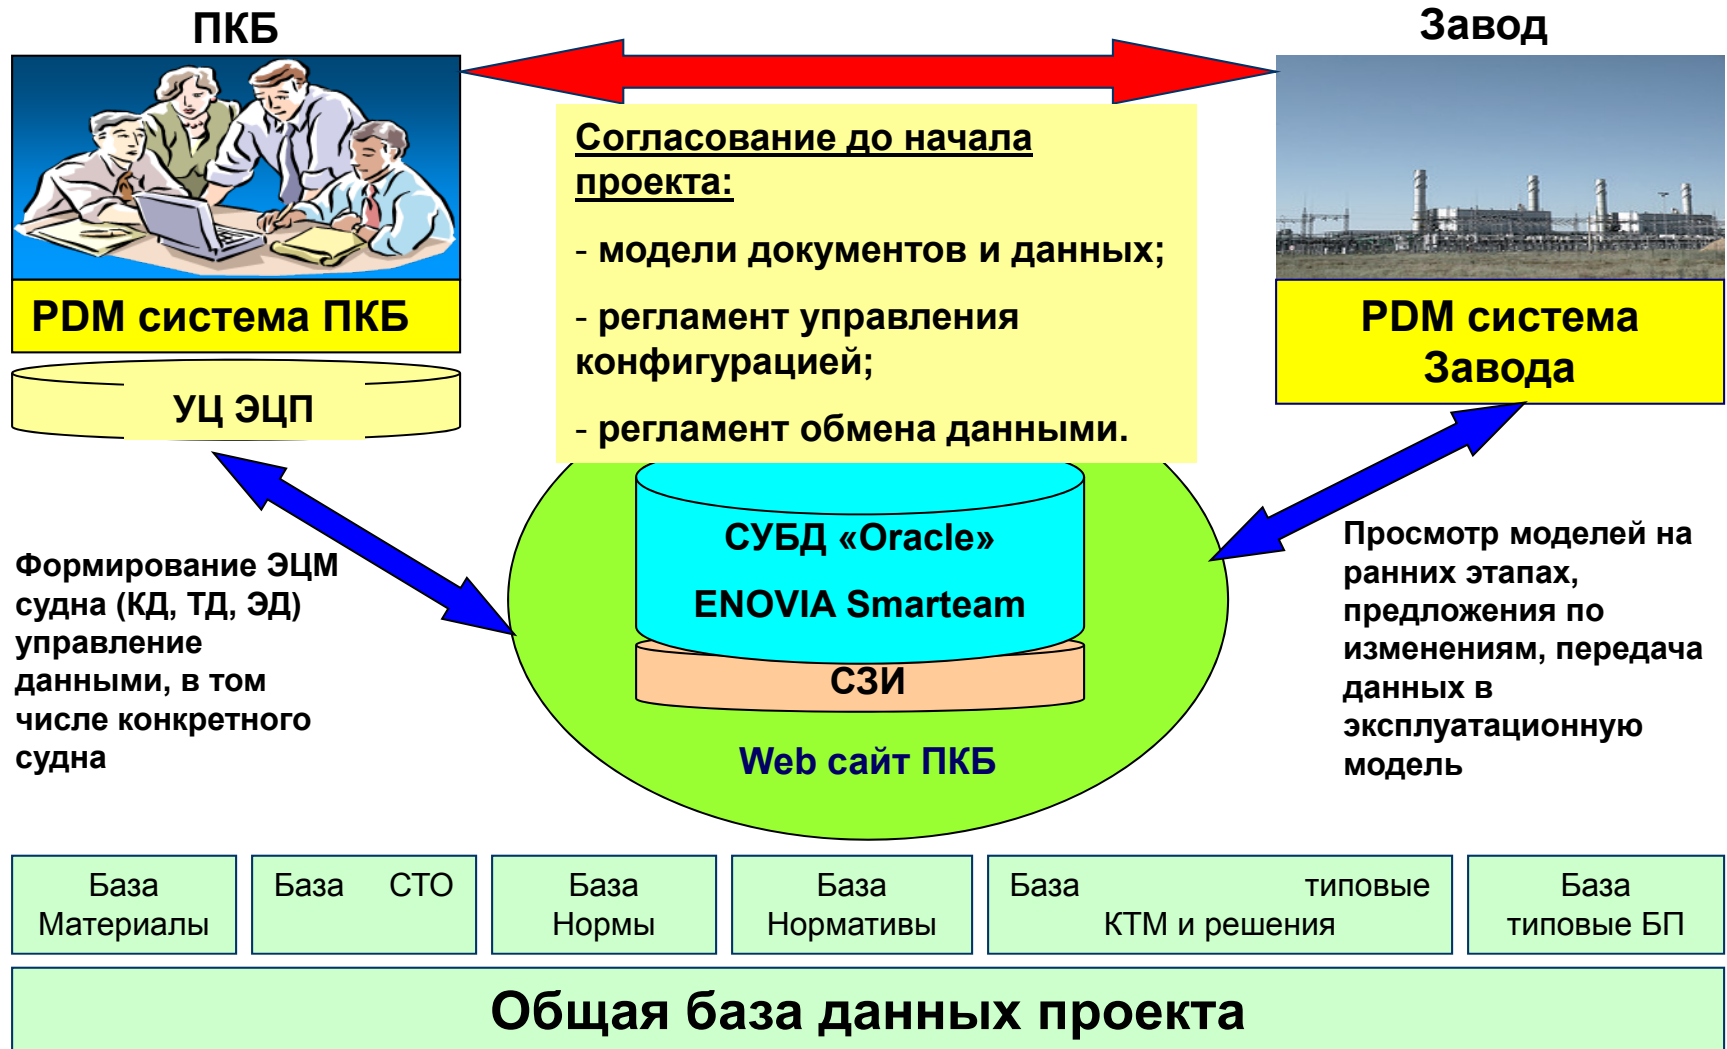 ПКБ
Завод
Согласование до начала
проекта:
- модели документов и данных;
- регламент управления
конфигурацией;
- регламент обмена данными.
PDM система ПКБ
УЦ ЭЦП
PDM система
Завода
СУБД «Oracle»
ENOVIA Smarteam
СЗИ
Web сайт ПКБ
Формирование ЭЦМ
судна (КД, ТД, ЭД)
управление
данными, в том
числе конкретного
судна
Просмотр моделей на
ранних этапах,
предложения по
изменениям, передача
данных в
эксплуатационную
модель
База
Материалы
База СТО
База
Нормы
База
Нормативы
База типовые
КТМ и решения
База
типовые БП
Общая база данных проекта